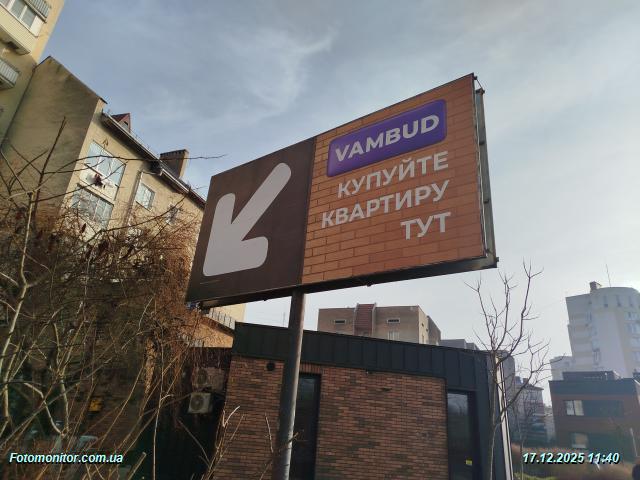 VAMBUD
КУПУЙТЕ
КВАРТИРУ
ТУТ
Fotomonitor.com.ua
17.12.2025 11:40